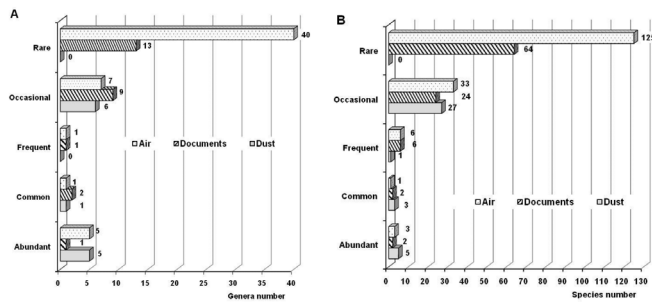 A
Rare
40
13
0
Occasional
7
9
6
Frequent
1
1
0
Air Documents Dust
Common
1
2
1
Abundant
5
1
5
0 5 10 15 20 25 30 35 40
Genera number
B
Rare
64
0
Occasional
33
24
27
Frequent
6
6
1
Common
1
2
3
Air Documents Dust
Abundant
3
2
5
0 10 20 30 40 50 60 70 80 90 100 110 120 130
Species number